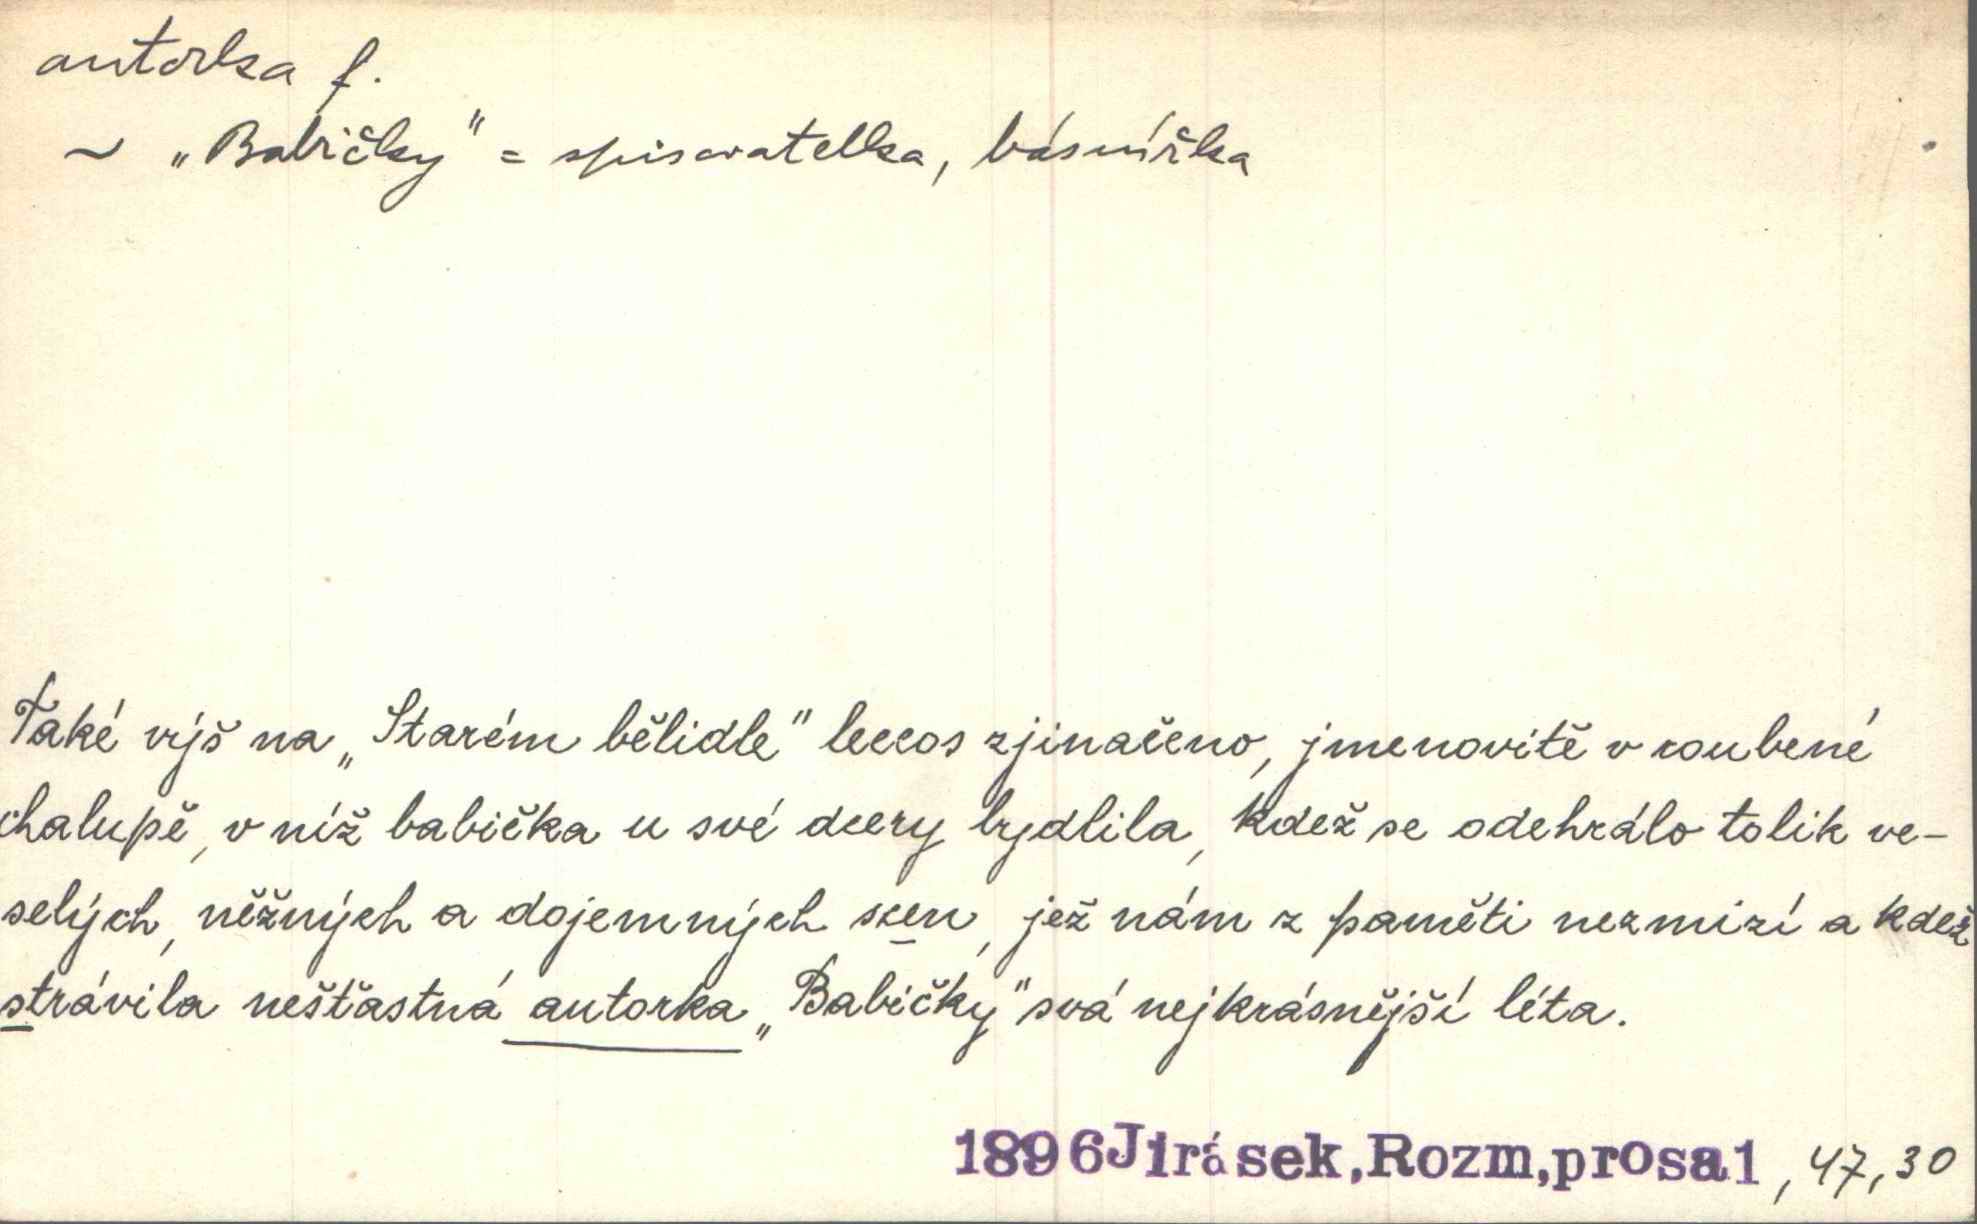 autorka f.
~ „Babičky" = spisovatelka, básnířka
Také výš na „Starém bělidle" leccos zjinačeno, jmenovitě v roubené
chalupě, v níž babička u své dcery bydlila, kdež se odehrálo tolik ve-
selých, něžných a dojemných scen, jež nám z paměti nezmizí a kdež
strávila nešťastná autorka „Babičky" svá nejkrásnější léta.
1896 Jirásek, Rozm, prosa 1, 47, 30